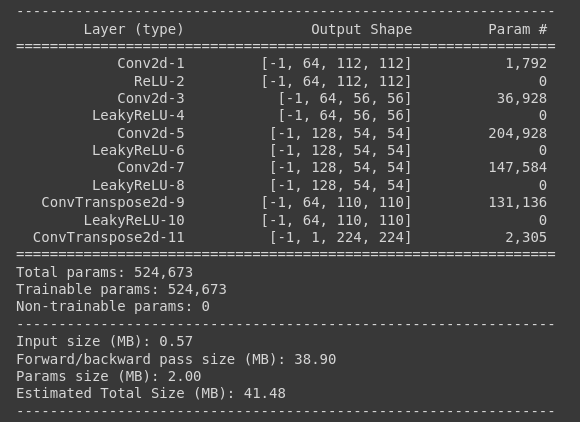 ----------------------------------------------------------------
        Layer (type)               Output Shape         Param #
================================================================
            Conv2d-1         [-1, 64, 112, 112]           1,792
              ReLU-2         [-1, 64, 112, 112]               0
            Conv2d-3           [-1, 64, 56, 56]          36,928
         LeakyReLU-4           [-1, 64, 56, 56]               0
            Conv2d-5          [-1, 128, 54, 54]         204,928
         LeakyReLU-6          [-1, 128, 54, 54]               0
            Conv2d-7          [-1, 128, 54, 54]         147,584
         LeakyReLU-8          [-1, 128, 54, 54]               0
   ConvTranspose2d-9         [-1, 64, 110, 110]         131,136
        LeakyReLU-10         [-1, 64, 110, 110]               0
  ConvTranspose2d-11          [-1, 1, 224, 224]           2,305
================================================================
Total params: 524,673
Trainable params: 524,673
Non-trainable params: 0
----------------------------------------------------------------
Input size (MB): 0.57
Forward/backward pass size (MB): 38.90
Params size (MB): 2.00
Estimated Total Size (MB): 41.48
----------------------------------------------------------------